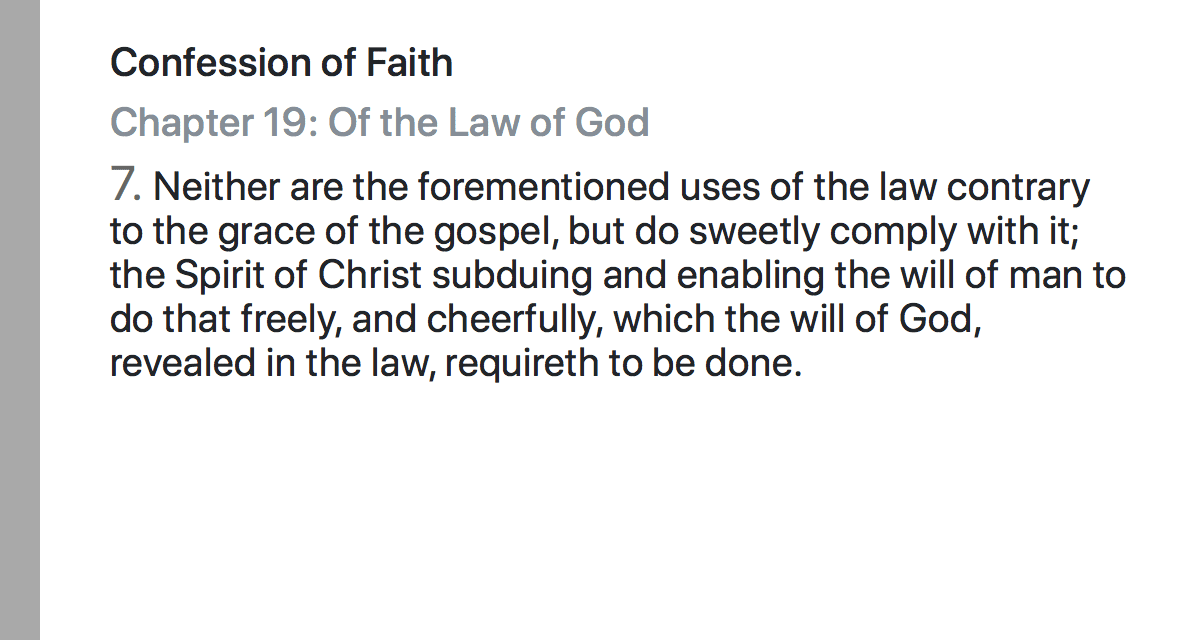 Confession of Faith
Chapter 19: Of the Law of God
7. Neither are the forementioned uses of the law contrary
to the grace of the gospel, but do sweetly comply with it;
the Spirit of Christ subduing and enabling the will of man to
do that freely, and cheerfully, which the will of God,
revealed in the law, requireth to be done.